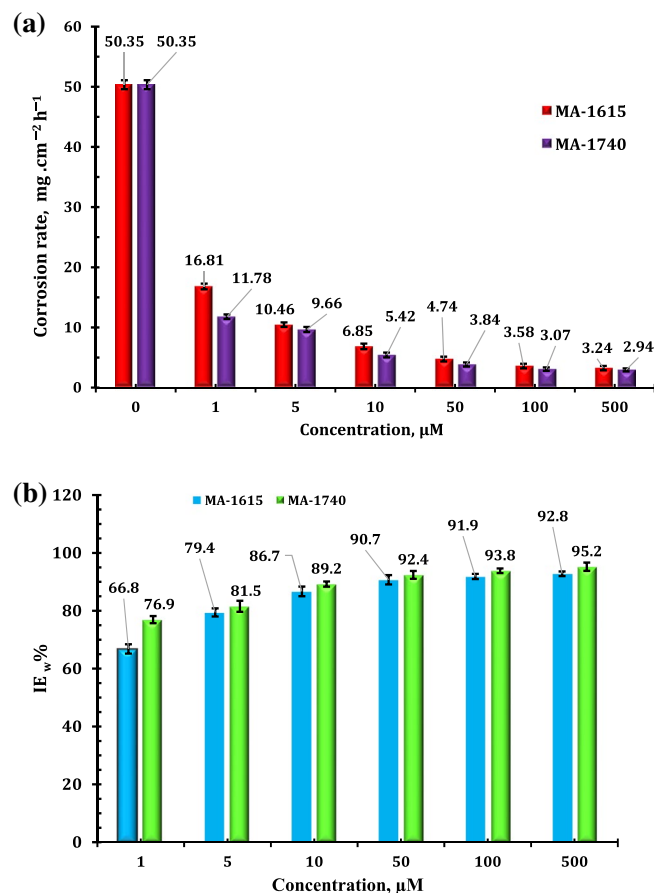 (a)
60
50
40
30
20
10
0
Corrosion rate, mg .cm⁻² h⁻¹
50.35 50.35
16.81 11.78
10.46 9.66
6.85 5.42
4.74 3.84
3.58 3.07
3.24 2.94
MA-1615
MA-1740
0 1 5 10 50 100 500
Concentration, µM
(b)
120
100
80
60
40
20
0
IE w%
MA-1615 MA-1740
66.8 76.9
79.4 81.5
86.7 89.2
90.7 92.4
91.9 93.8
92.8 95.2
1 5 10 50 100 500
Concentration, µM